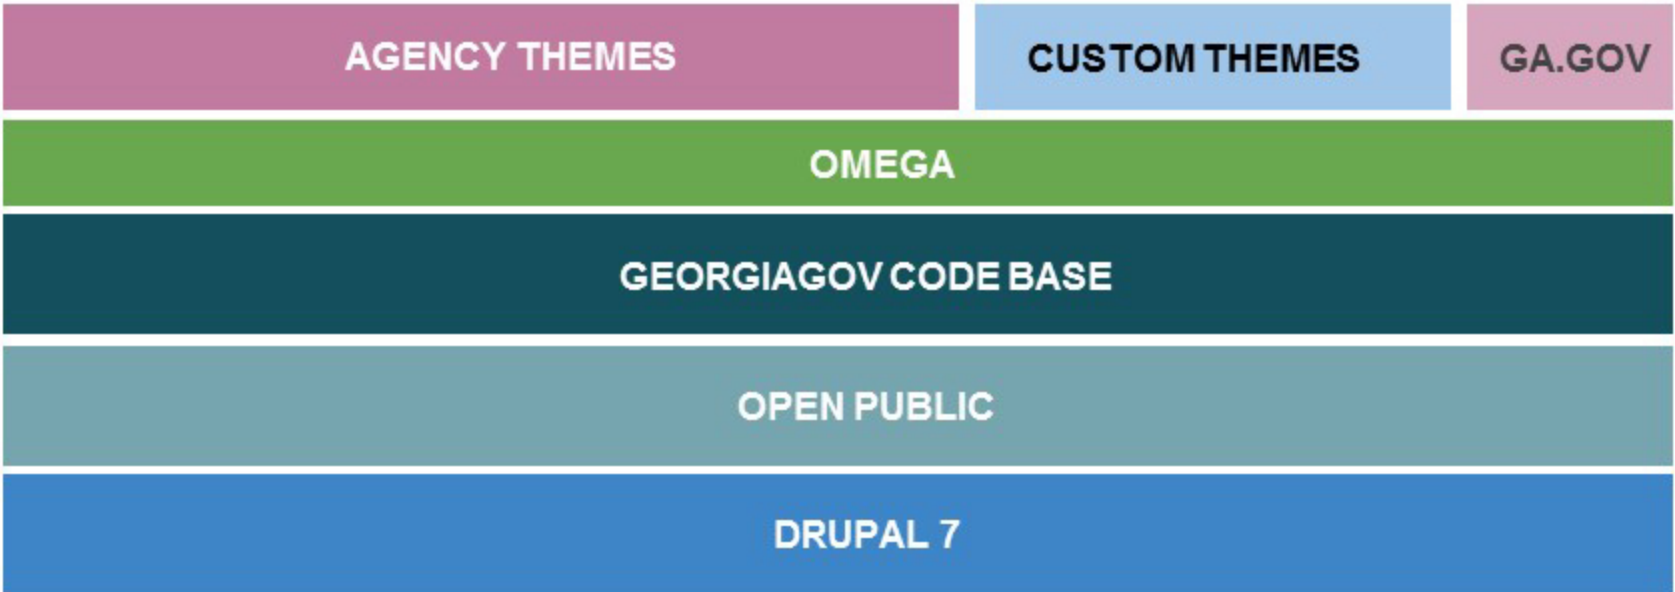 AGENCY THEMES CUSTOM THEMES GA.GOV
OMEGA
GEORGIAGOV CODE BASE
OPEN PUBLIC
DRUPAL 7